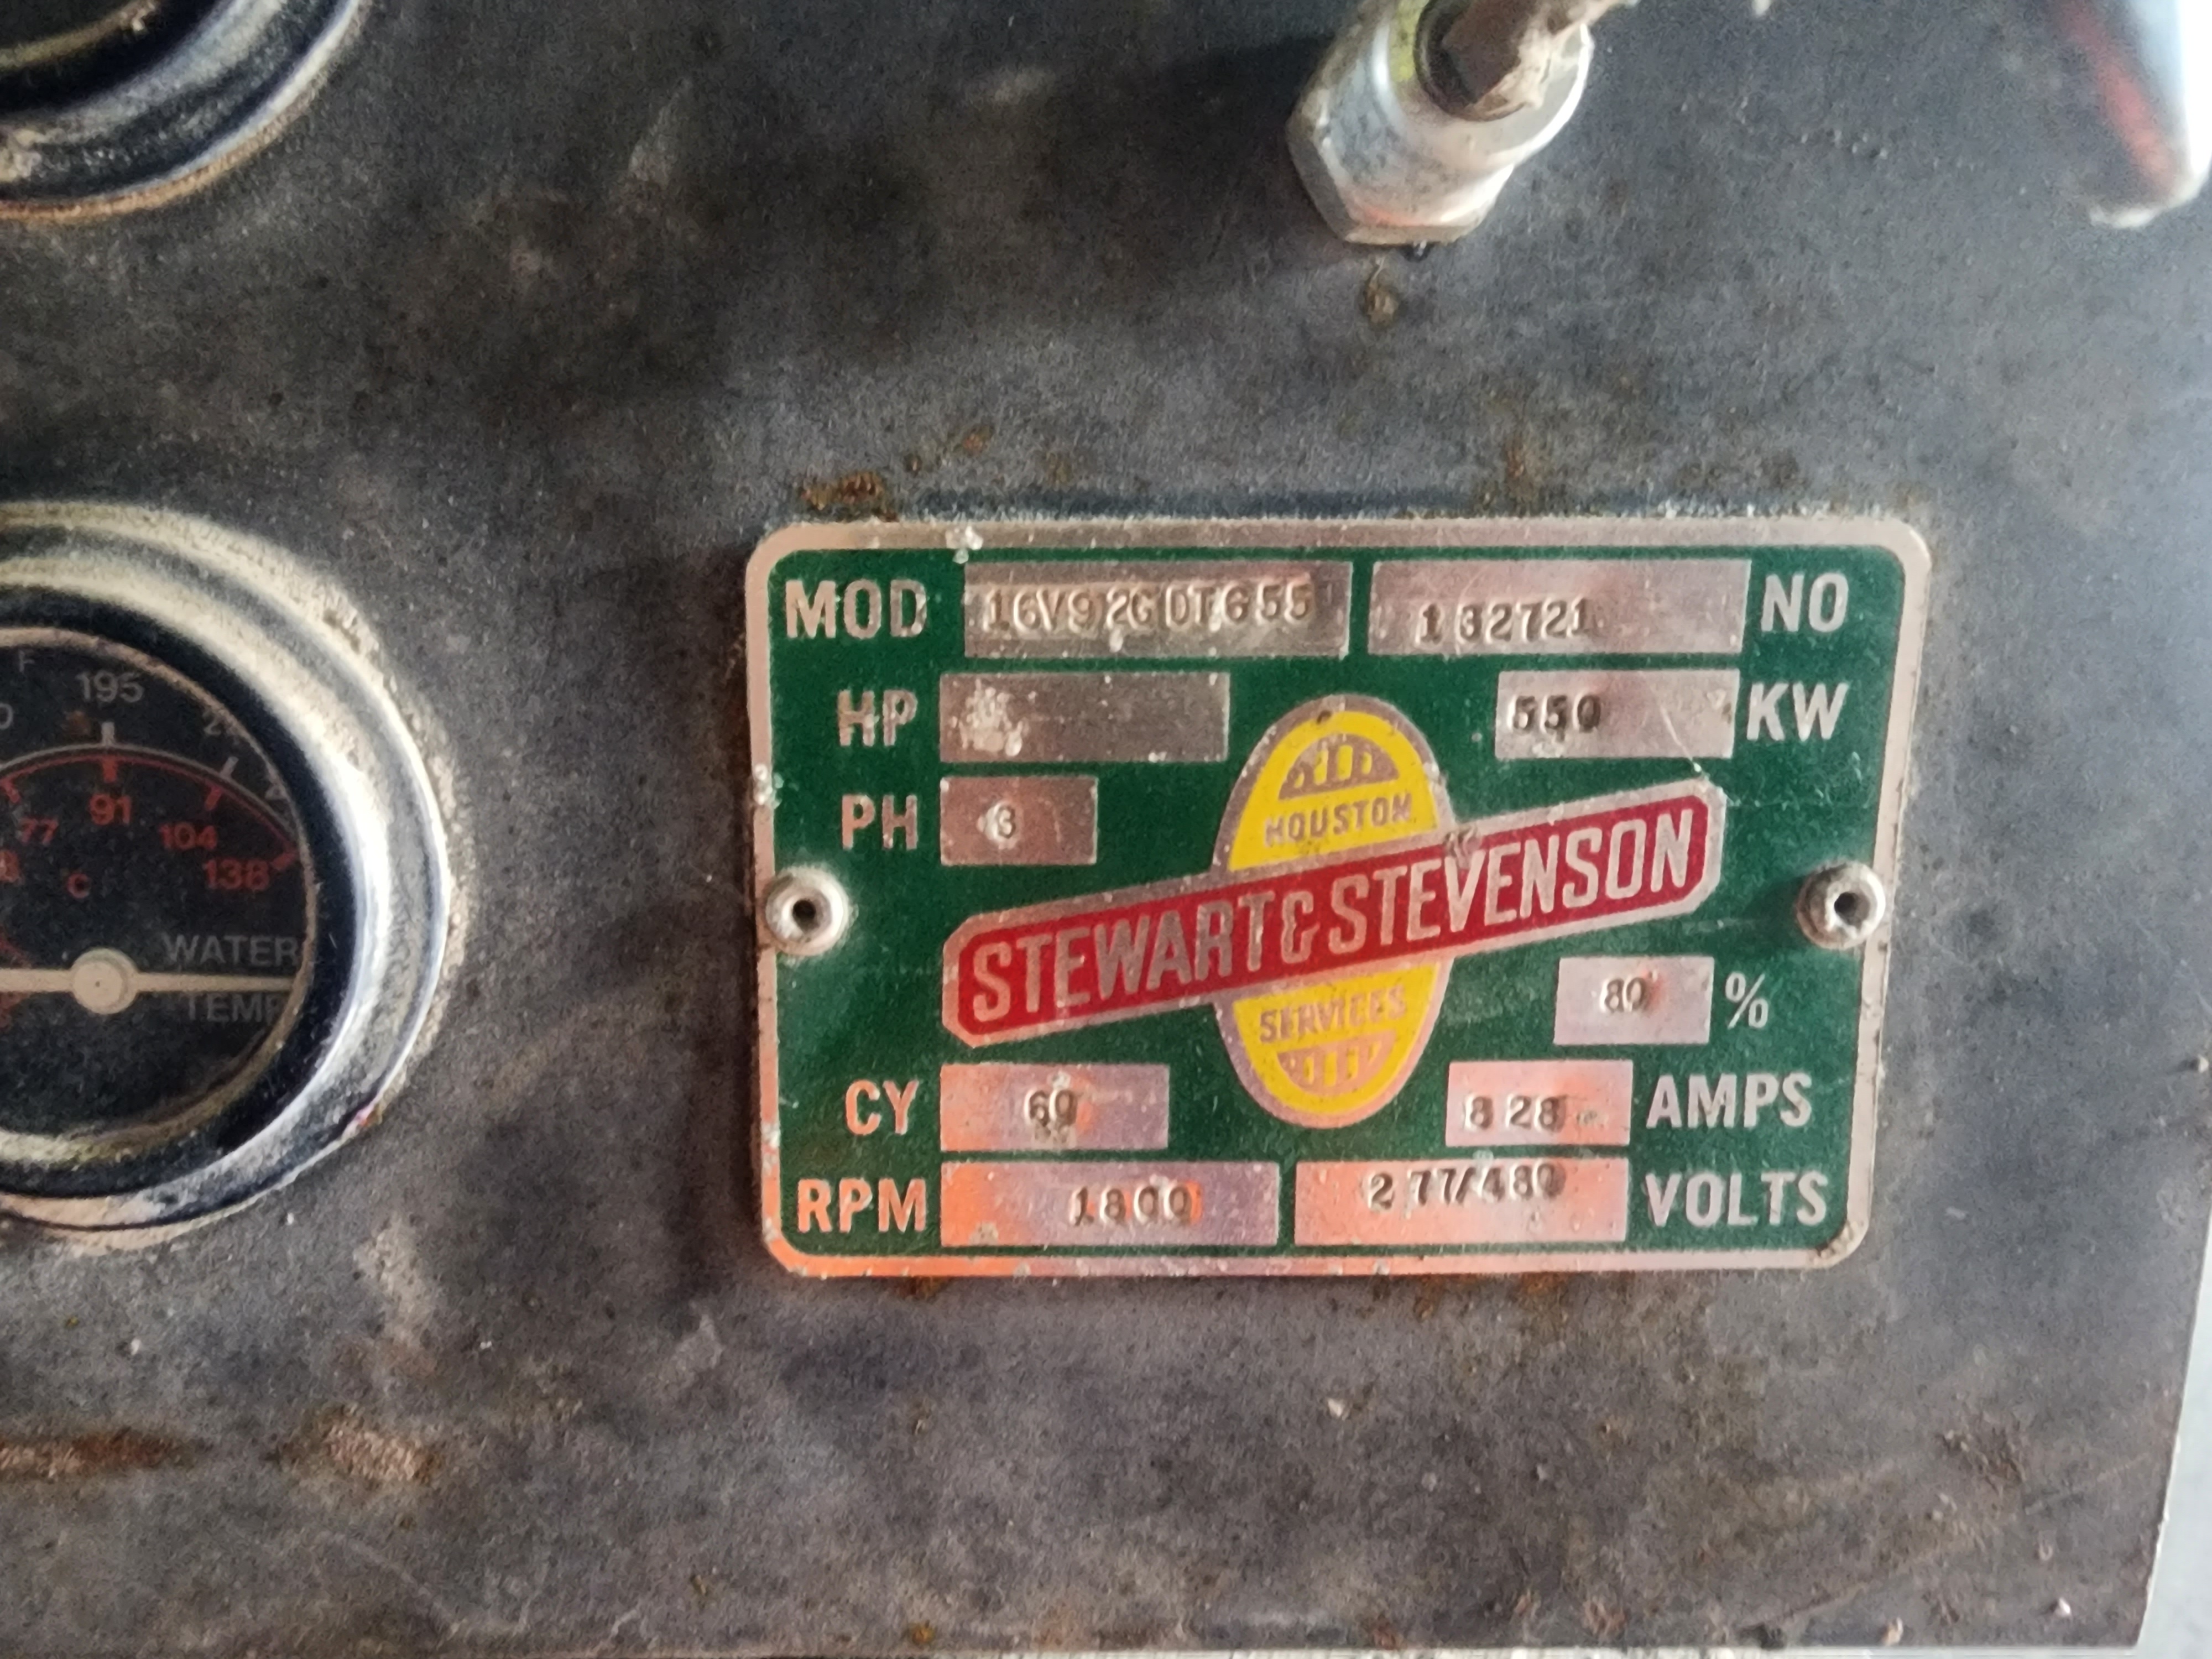 MOD 16V92GDT655 132721 NO
HP 550 KW
PH 3
HOUSTON
STEWART & STEVENSON
SERVICES
80 %
CY 60 828 AMPS
RPM 1800 277/480 VOLTS
F
195
77 91 104
138
C
WATER
TEMP